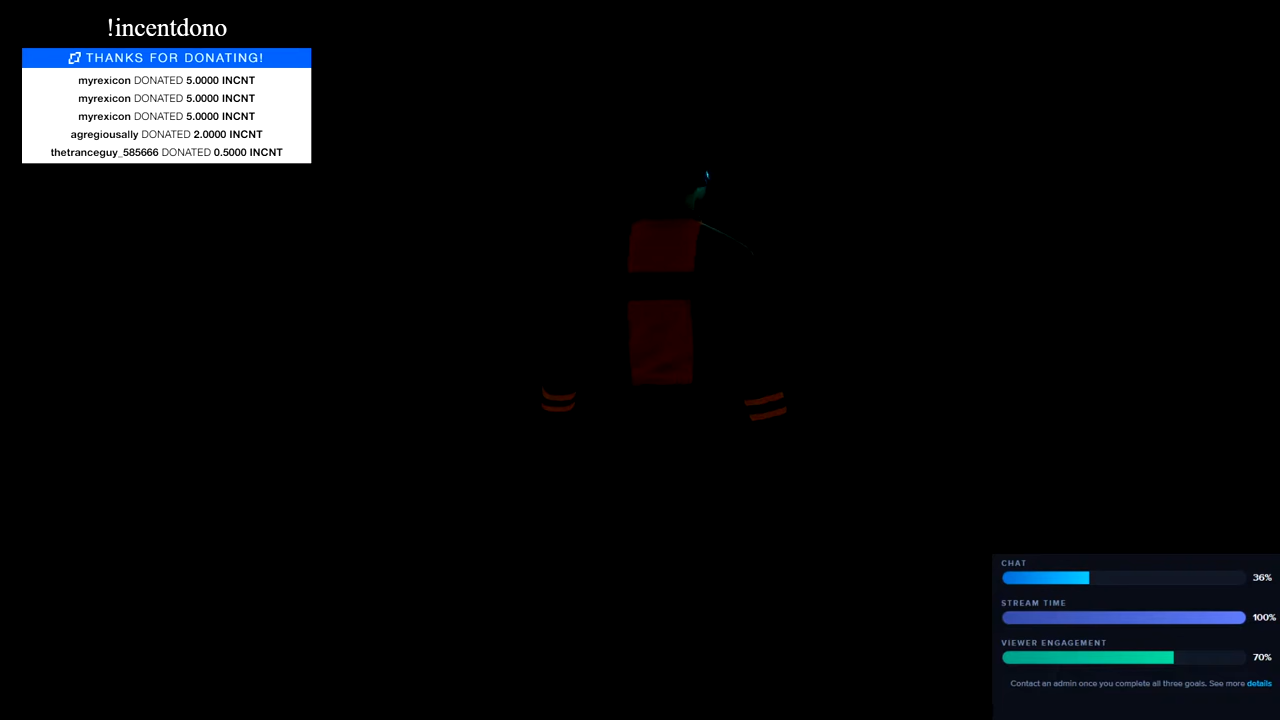 !incentdono
THANKS FOR DONATING!
myrexicon DONATED 5.0000 INCNT
myrexicon DONATED 5.0000 INCNT
myrexicon DONATED 5.0000 INCNT
agregiousally DONATED 2.0000 INCNT
thetranceguy_585666 DONATED 0.5000 INCNT
CHAT
36%
STREAM TIME
100%
VIEWER ENGAGEMENT
70%
Contact an admin once you complete all three goals. See more details